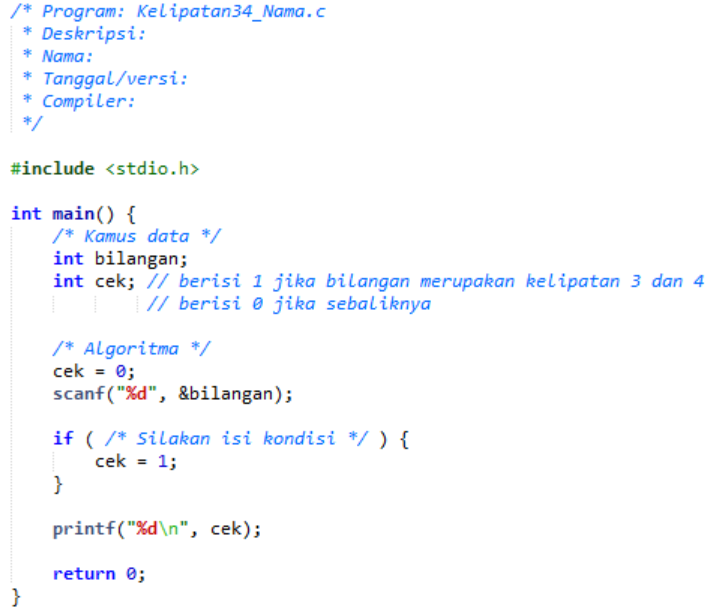 /* Program: Kelipatan34_Nama.c
 * Deskripsi:
 * Nama:
 * Tanggal/versi:
 * Compiler:
 */

#include <stdio.h>

int main() {
    /* Kamus data */
    int bilangan;
    int cek; // berisi 1 jika bilangan merupakan kelipatan 3 dan 4
             // berisi 0 jika sebaliknya

    /* Algoritma */
    cek = 0;
    scanf("%d", &bilangan);

    if ( /* Silakan isi kondisi */ ) {
        cek = 1;
    }

    printf("%d\n", cek);

    return 0;
}